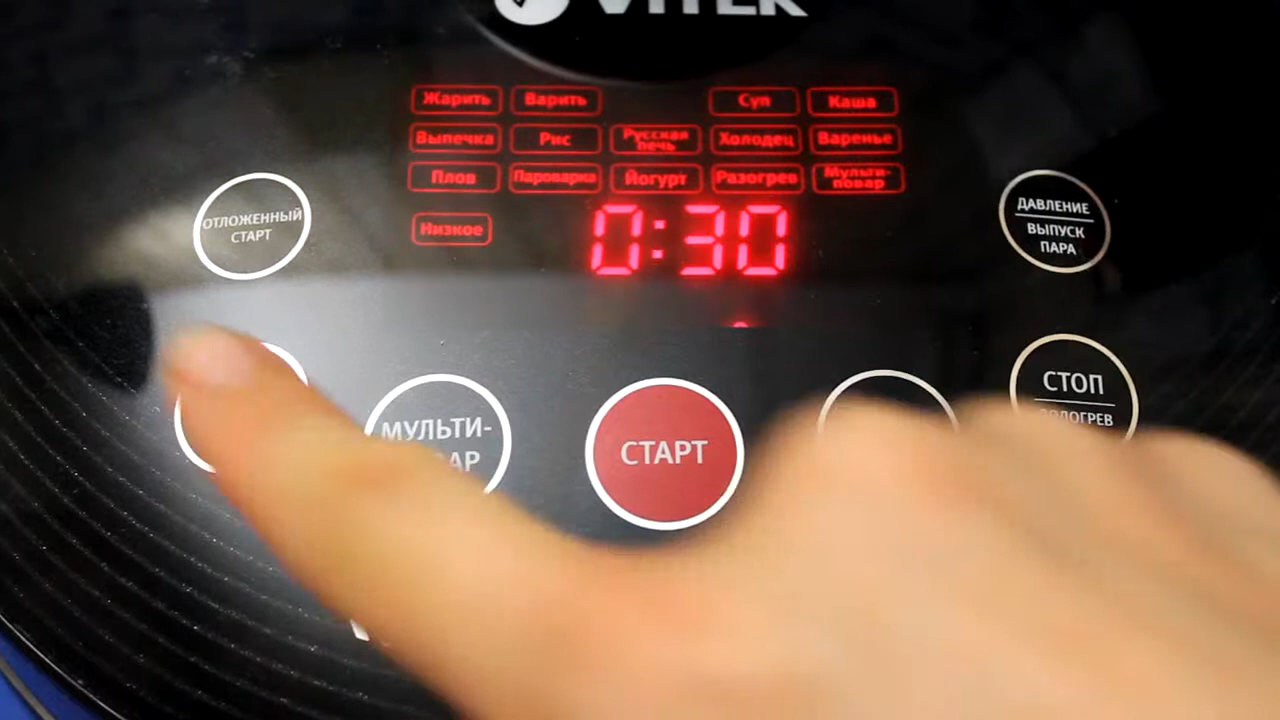 VITEK
Жарить Варить Суп Каша
Выпечка Рис Русская печь Холодец Варенье
Плов Пароварка Йогурт Разогрев Мульти-повар
Низкое 0:30
ОТЛОЖЕННЫЙ
СТАРТ
ДАВЛЕНИЕ
ВЫПУСК
ПАРА
МУЛЬТИ-
СТАРТ
СТОП